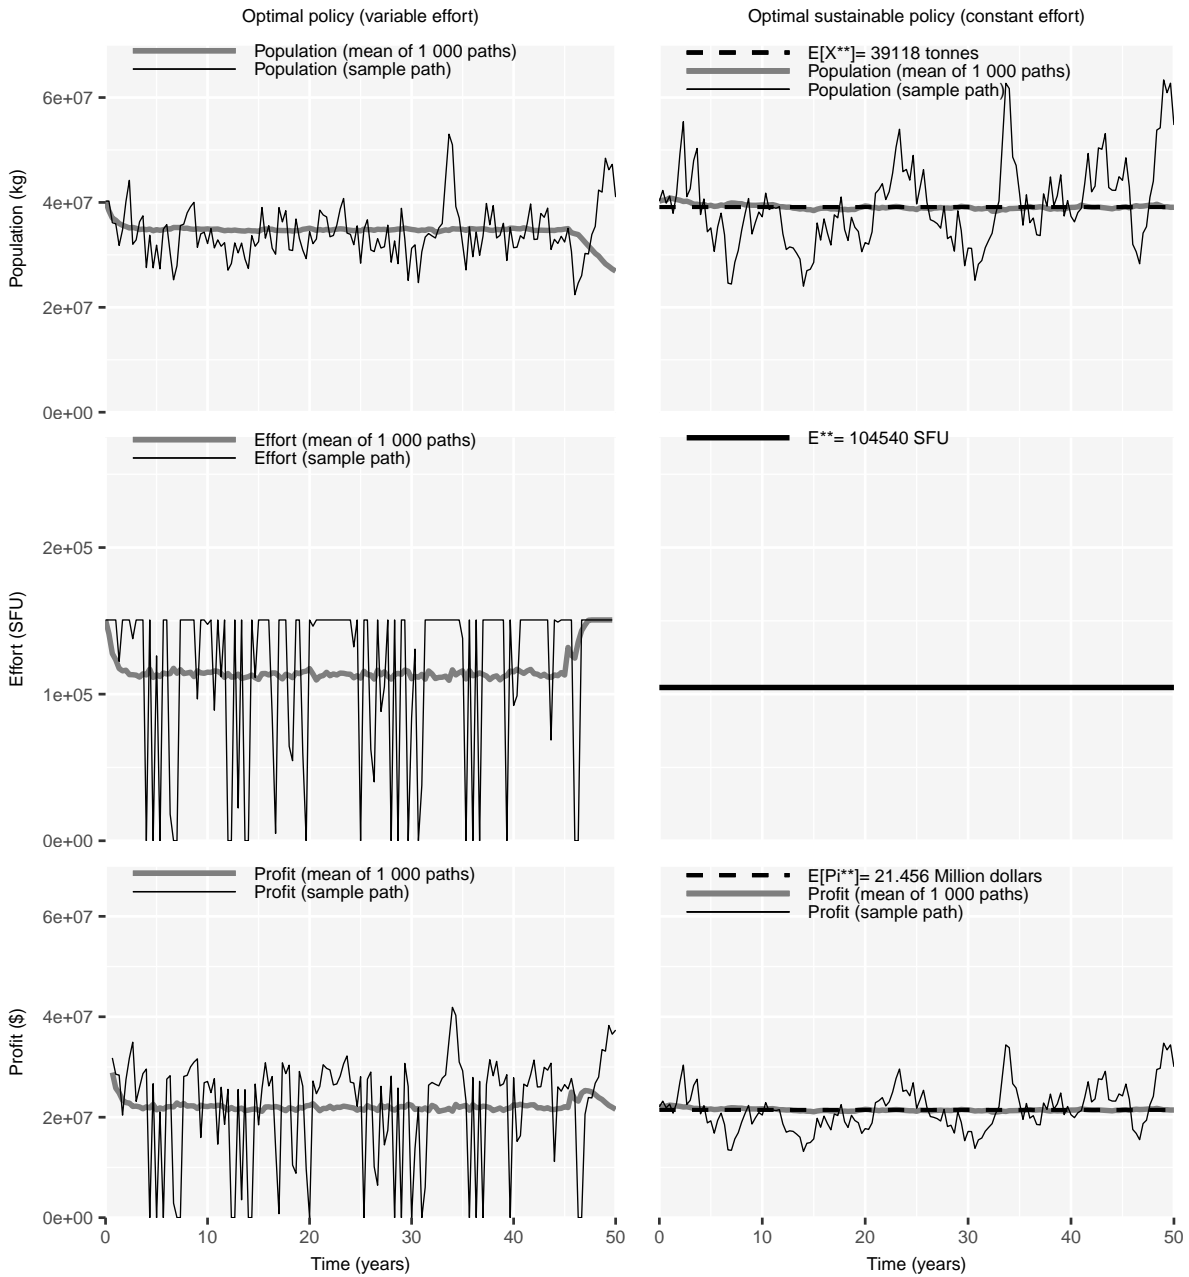 Optimal policy (variable effort)
Optimal sustainable policy (constant effort)
Population (mean of 1 000 paths)
Population (sample path)
E[X**]= 39118 tonnes
Population (mean of 1 000 paths)
Population (sample path)
Population (kg)
6e+07
4e+07
2e+07
0e+00
Effort (mean of 1 000 paths)
Effort (sample path)
E**= 104540 SFU
Effort (SFU)
2e+05
1e+05
0e+00
Profit (mean of 1 000 paths)
Profit (sample path)
E[Pi**]= 21.456 Million dollars
Profit (mean of 1 000 paths)
Profit (sample path)
Profit ($)
6e+07
4e+07
2e+07
0e+00
0 10 20 30 40 50
0 10 20 30 40 50
Time (years)
Time (years)